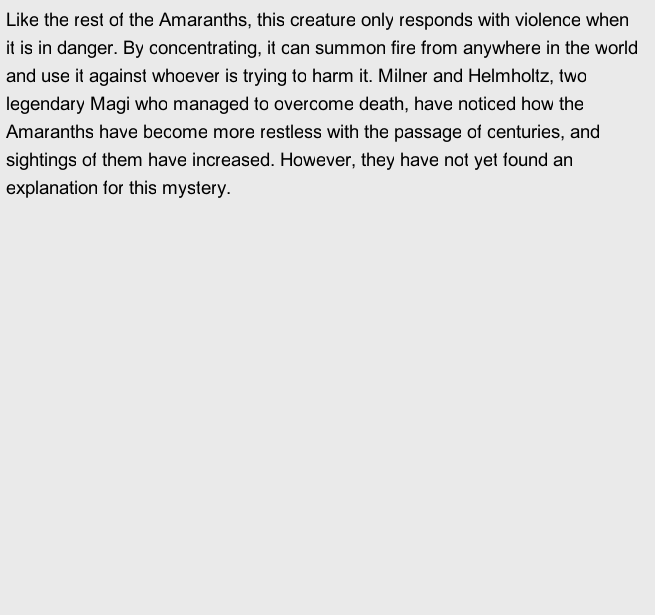 Like the rest of the Amaranths, this creature only responds with violence when
it is in danger. By concentrating, it can summon fire from anywhere in the world
and use it against whoever is trying to harm it. Milner and Helmholtz, two
legendary Magi who managed to overcome death, have noticed how the
Amaranths have become more restless with the passage of centuries, and
sightings of them have increased. However, they have not yet found an
explanation for this mystery.